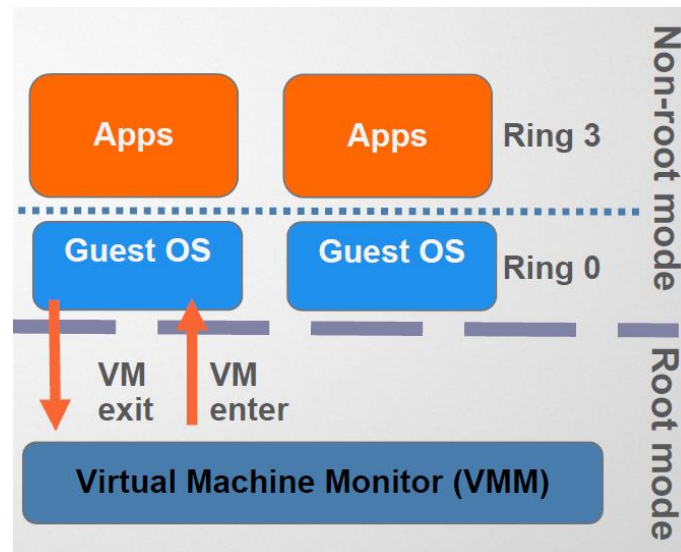 Apps
Apps
Ring 3
Non-root mode
Guest OS
Guest OS
Ring 0
VM
exit
VM
enter
Root mode
Virtual Machine Monitor (VMM)